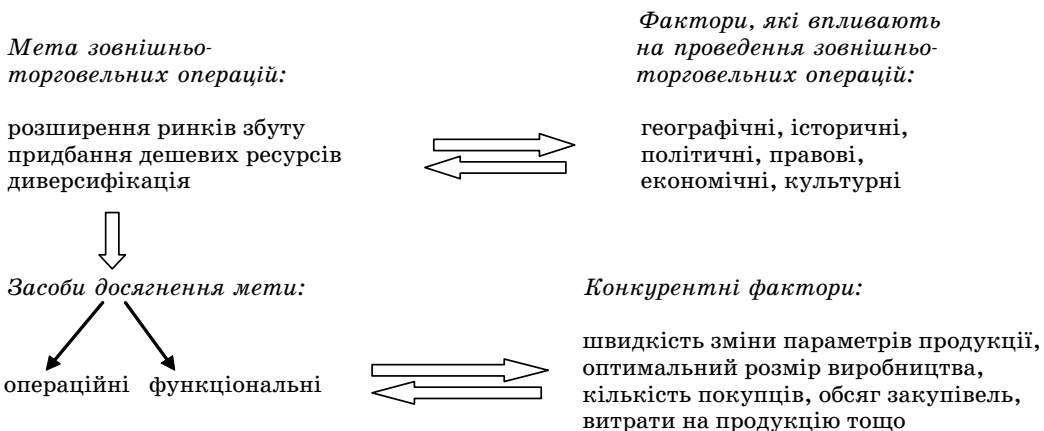 Мета зовнішньо-
торговельних операцій:
розширення ринків збуту
придбання дешевих ресурсів
диверсифікація
Фактори, які впливають
на проведення зовнішньо-
торговельних операцій:
географічні, історичні,
політичні, правові,
економічні, культурні
Засоби досягнення мети:
операційні функціональні
Конкурентні фактори:
швидкість зміни параметрів продукції,
оптимальний розмір виробництва,
кількість покупців, обсяг закупівель,
витрати на продукцію тощо